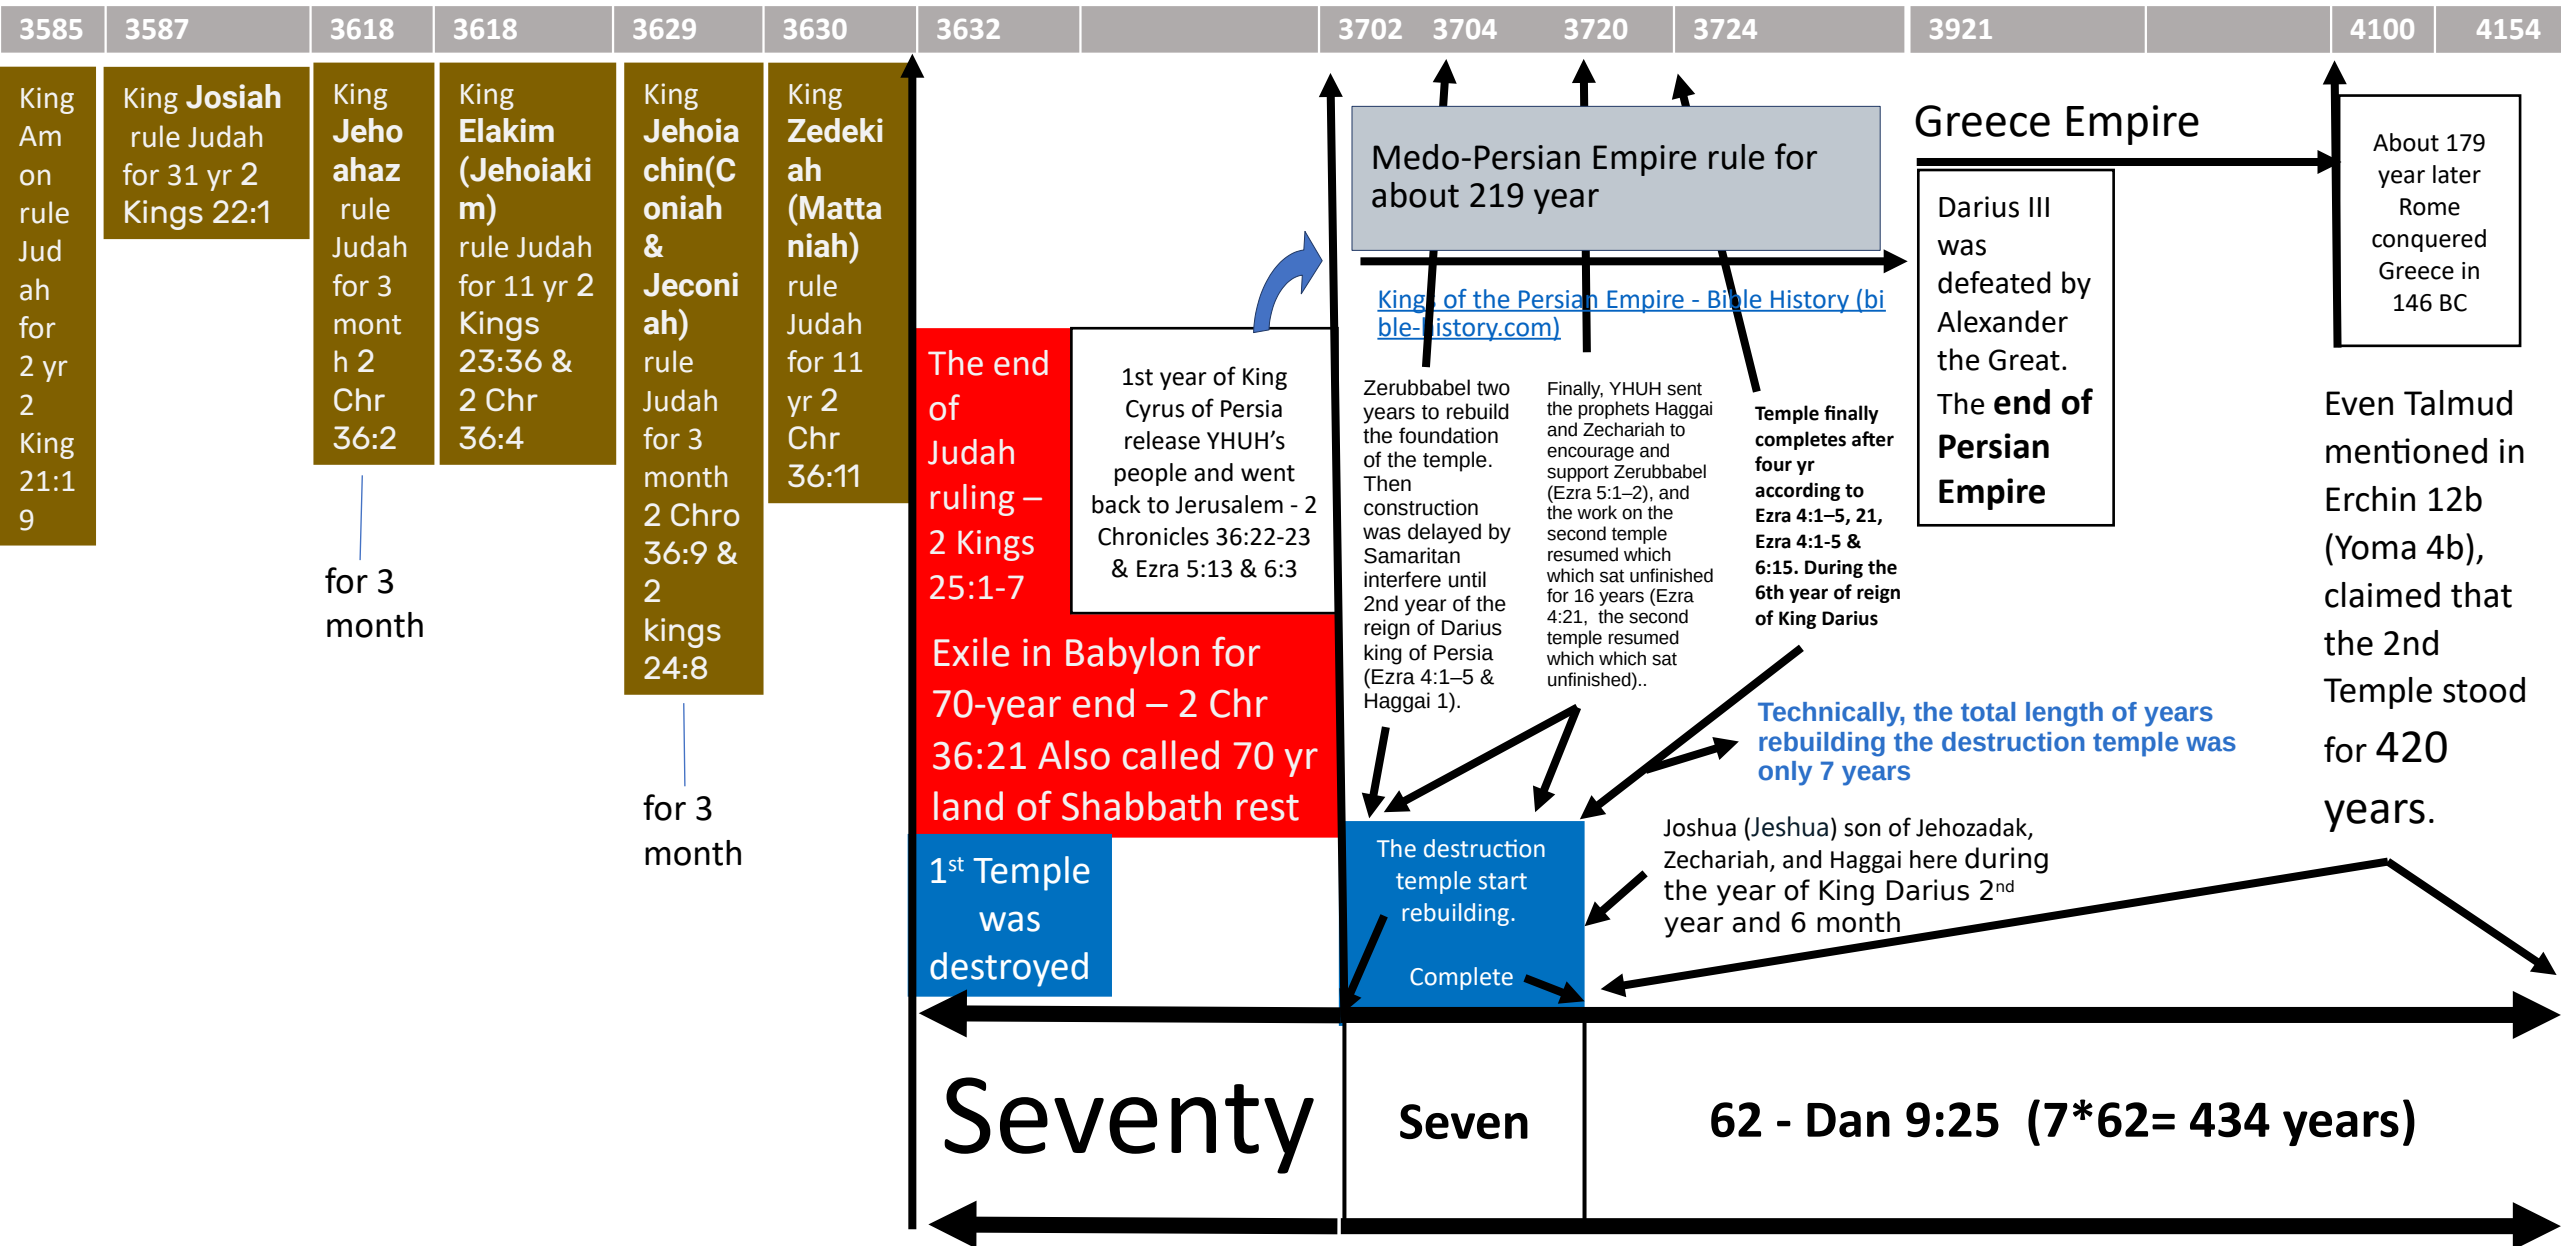 3585
3587
3618
3618
3629
3630
3632
3702
3704
3720
3724
3921
4100
4154
King
Am
on
rule
Jud
ah
for
2 yr
2
King
21:1
9
King Josiah
rule Judah
for 31 yr 2
Kings 22:1
King
Jeho
ahaz
rule
Judah
for 3
mont
h 2
Chr
36:2
for 3
month
King
Elakim
(Jehoiaki
m)
rule Judah
for 11 yr 2
Kings
23:36 &
2 Chr
36:4
King
Jehoia
chin(C
oniah
&
Jeconi
ah)
rule
Judah
for 3
month
2 Chro
36:9 &
2
kings
24:8
for 3
month
King
Zedeki
ah
(Matta
niah)
rule
Judah
for 11
yr 2
Chr
36:11
The end
of
Judah
ruling –
2 Kings
25:1-7
Exile in Babylon for
70-year end – 2 Chr
36:21 Also called 70 yr
land of Shabbath rest
1st Temple
was
destroyed
1st year of King
Cyrus of Persia
release YHUH’s
people and went
back to Jerusalem - 2
Chronicles 36:22-23
& Ezra 5:13 & 6:3
Medo-Persian Empire rule for
about 219 year
Kings of the Persian Empire - Bible History (bi
ble-history.com)
Zerubbabel two
years to rebuild
the foundation
of the temple.
Then
construction
was delayed by
Samaritan
interfere until
2nd year of the
reign of Darius
king of Persia
(Ezra 4:1–5 &
Haggai 1).
Finally, YHUH sent
the prophets Haggai
and Zechariah to
encourage and
support Zerubbabel
(Ezra 5:1–2), and
the work on the
second temple
resumed which
which sat unfinished
for 16 years (Ezra
4:21, the second
temple resumed
which which sat
unfinished)..
Temple finally
completes after
four yr
according to
Ezra 4:1–5, 21,
Ezra 4:1-5 &
6:15. During the
6th year of reign
of King Darius
Technically, the total length of years
rebuilding the destruction temple was
only 7 years
The destruction
temple start
rebuilding.
Complete
Joshua (Jeshua) son of Jehozadak,
Zechariah, and Haggai here during
the year of King Darius 2nd
year and 6 month
Greece Empire
Darius III
was
defeated by
Alexander
the Great.
The end of
Persian
Empire
About 179
year later
Rome
conquered
Greece in
146 BC
Even Talmud
mentioned in
Erchin 12b
(Yoma 4b),
claimed that
the 2nd
Temple stood
for 420
years.
Seventy
Seven
62 - Dan 9:25 (7*62= 434 years)